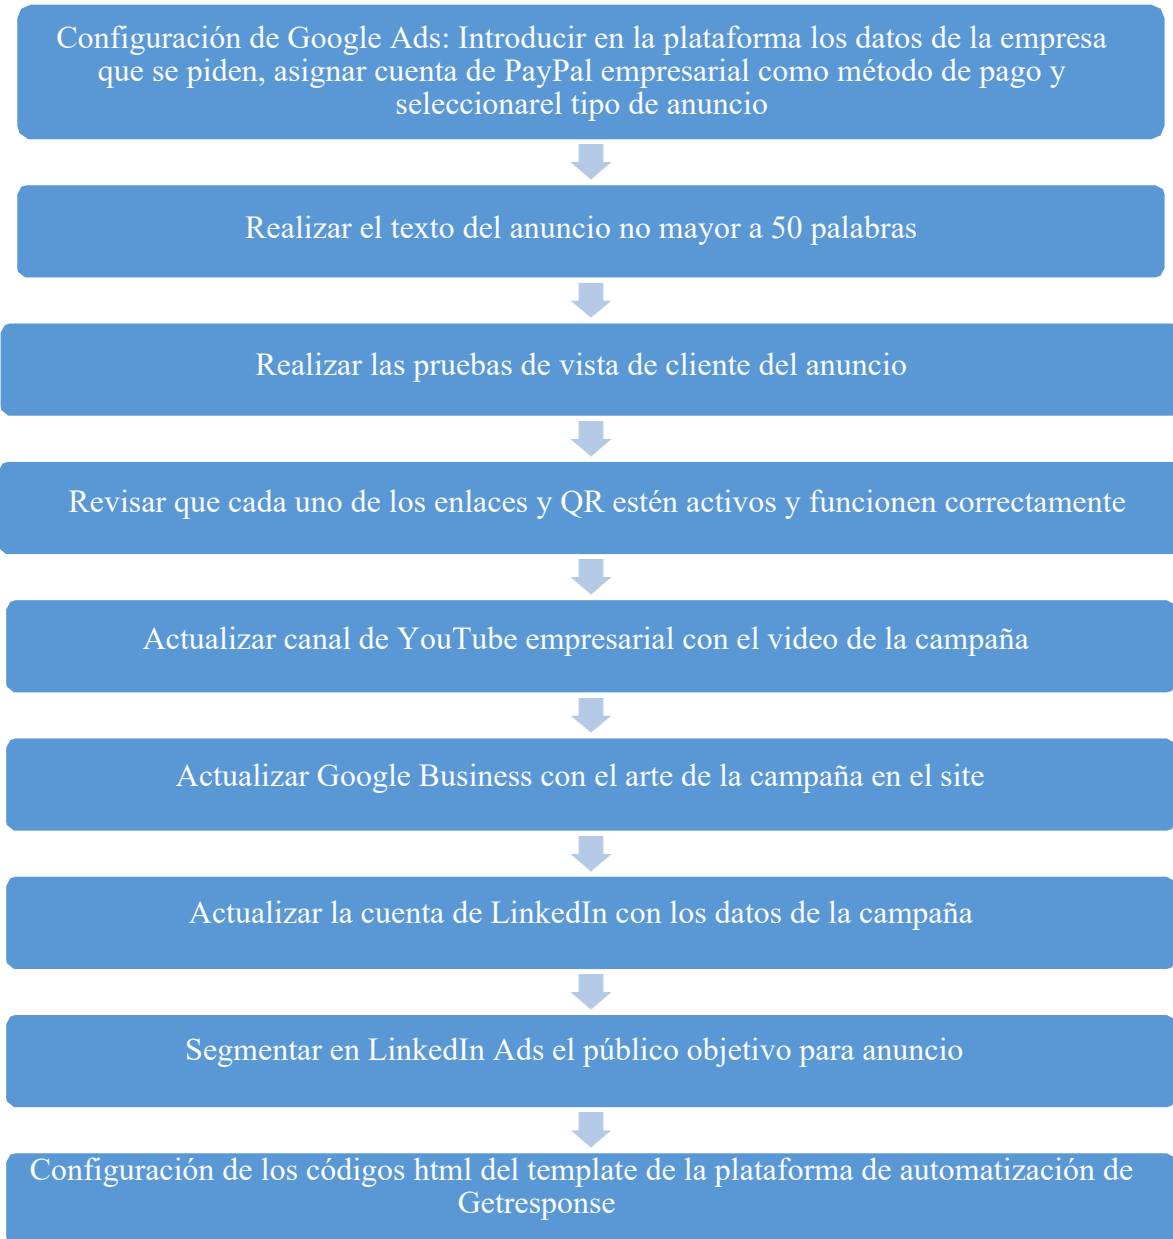 Configuración de Google Ads: Introducir en la plataforma los datos de la empresa
que se piden, asignar cuenta de PayPal empresarial como método de pago y
seleccionarel tipo de anuncio
Realizar el texto del anuncio no mayor a 50 palabras
Realizar las pruebas de vista de cliente del anuncio
Revisar que cada uno de los enlaces y QR estén activos y funcionen correctamente
Actualizar canal de YouTube empresarial con el video de la campaña
Actualizar Google Business con el arte de la campaña en el site
Actualizar la cuenta de LinkedIn con los datos de la campaña
Segmentar en LinkedIn Ads el público objetivo para anuncio
Configuración de los códigos html del template de la plataforma de automatización de
Getresponse